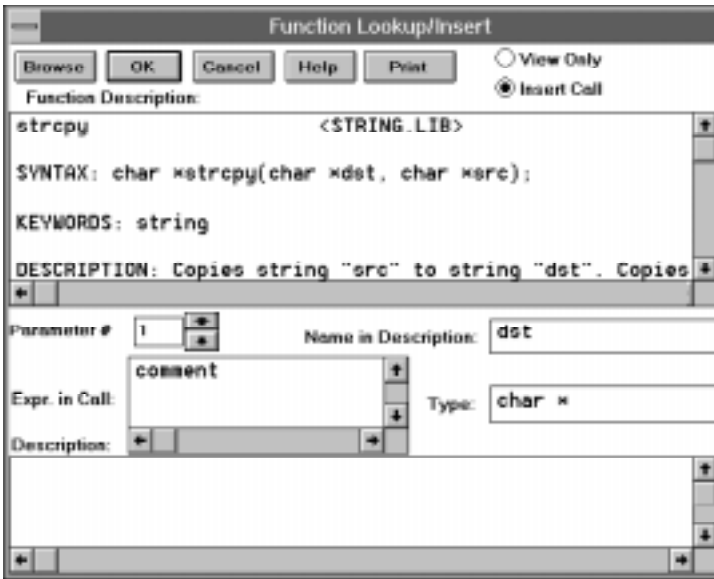 Function Lookup/Insert
Browse OK Cancel Help Print View Only
Insert Call
Function Description:
strcpy <STRING.LIB>
SYNTAX: char *strcpy(char *dst, char *src);
KEYWORDS: string
DESCRIPTION: Copies string "src" to string "dst". Copies
Parameter # 1 Name in Description: dst
Expr. in Call: comment Type: char *
Description: